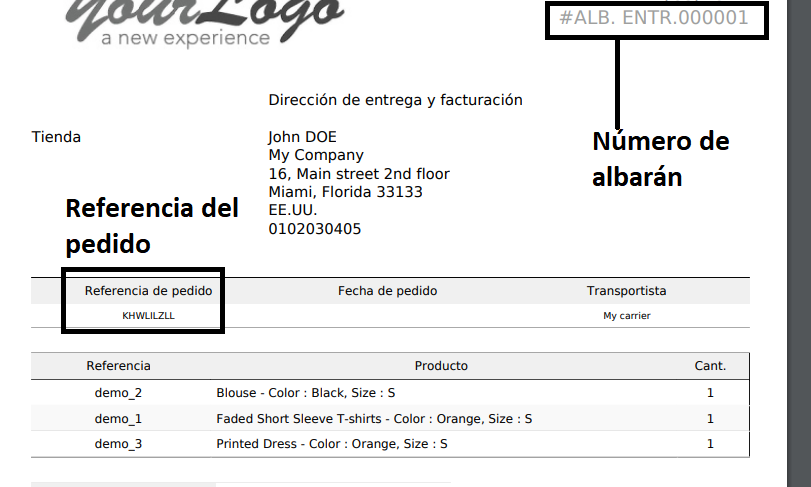 YourLogo
a new experience
#ALB. ENTR.000001
Número de
albarán
Dirección de entrega y facturación
Tienda
John DOE
My Company
16, Main street 2nd floor
Miami, Florida 33133
EE.UU.
0102030405
Referencia del
pedido
Referencia de pedido Fecha de pedido Transportista
KHWLILZLL My carrier
Referencia Producto Cant.
demo_2 Blouse - Color : Black, Size : S 1
demo_1 Faded Short Sleeve T-shirts - Color : Orange, Size : S 1
demo_3 Printed Dress - Color : Orange, Size : S 1